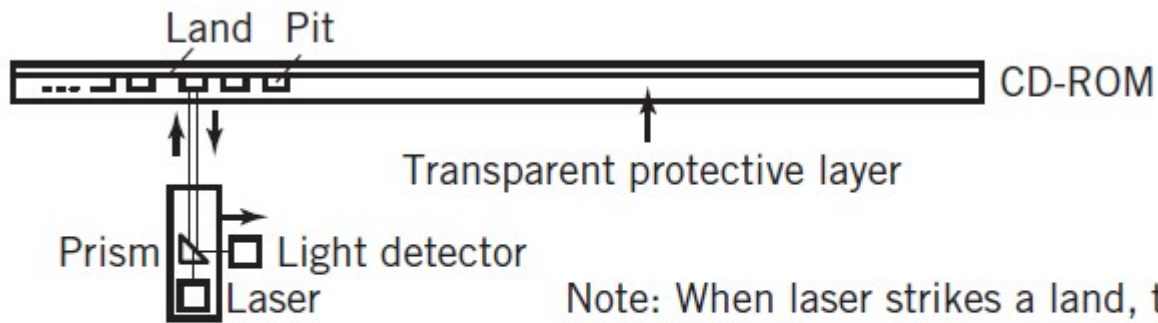 Land Pit
CD-ROM
Transparent protective layer
Prism
Light detector
Laser
Note: When laser strikes a land, t